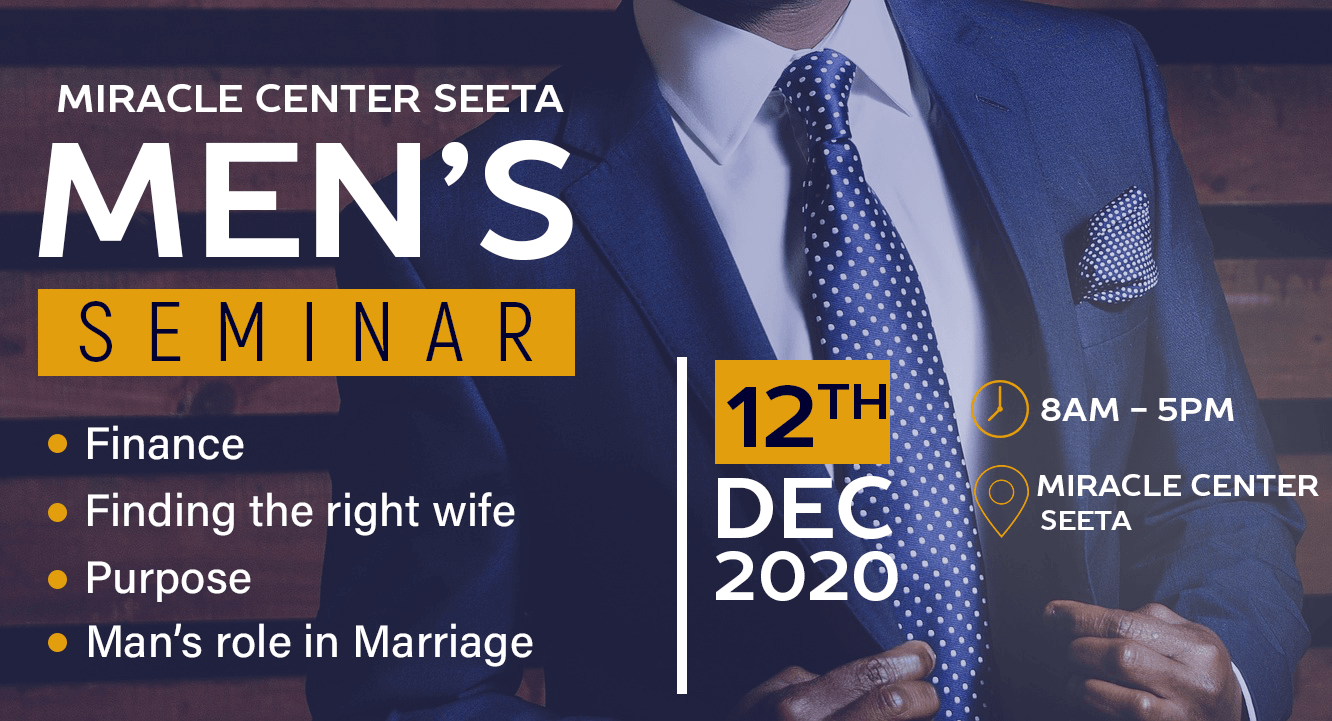 MIRACLE CENTER SEETA
MEN'S
SEMINAR
Finance
Finding the right wife
Purpose
Man's role in Marriage
12TH
DEC
2020
8AM – 5PM
MIRACLE CENTER
SEETA